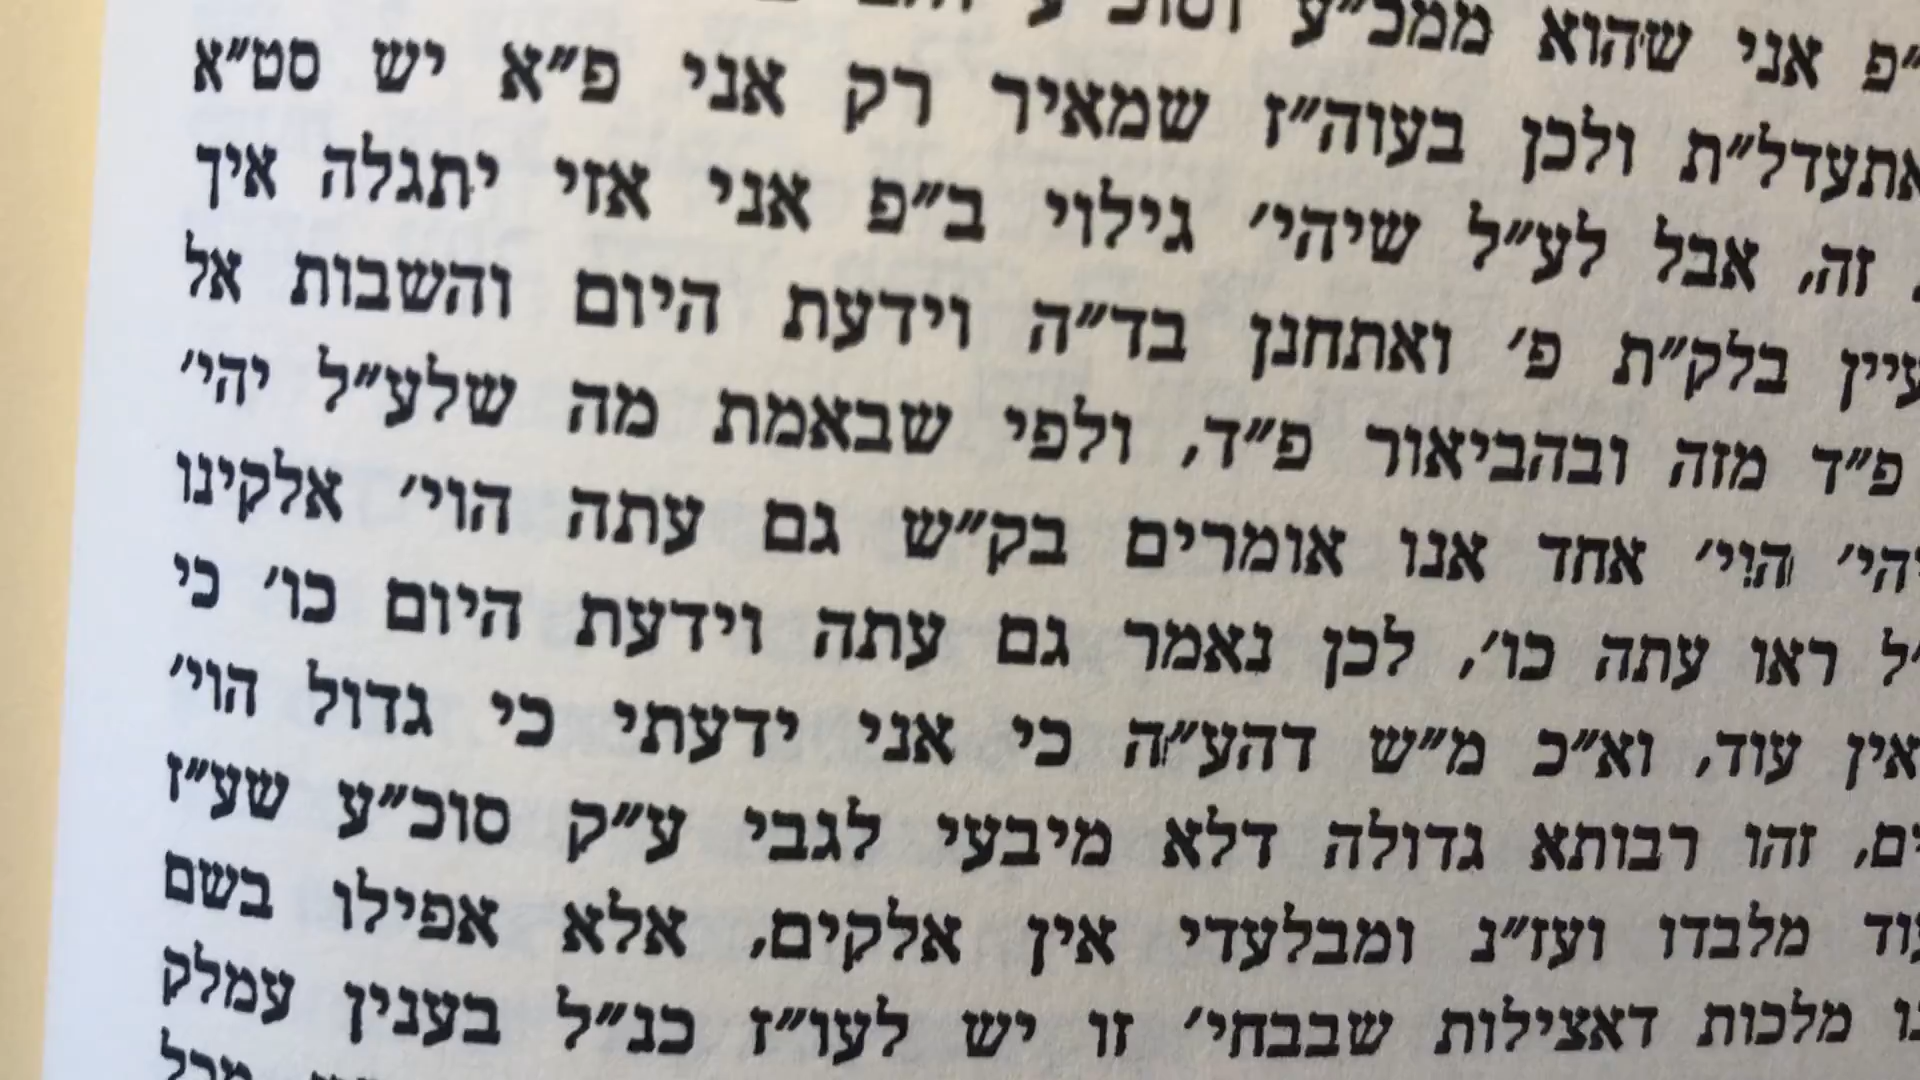 ב״פ אני שהוא ממכ״ע וסוכ״ע
אתעדל״ת ולכן בעוה״ז שמאיר רק אני פ״א יש סט״א
זה, אבל לע״ל שיהי׳ גילוי ב״פ אני אזי יתגלה איך
עיין בלק״ת פ׳ ואתחנן בד״ה וידעת היום והשבות אל
פ״ד מזה ובהביאור פ״ד, ולפי שבאמת מה שלע״ל יהי׳
יהי׳ הוי׳ אחד אנו אומרים בק״ש גם עתה הוי׳ אלקינו
ראו עתה כו׳, לכן נאמר גם עתה וידעת היום כו׳ כי
אין עוד, וא״כ מ״ש דהע״ה כי אני ידעתי כי גדול הוי׳
זהו רבותא גדולה דלא מיבעי לגבי ע״ק סוכ״ע שע״ז
עוד מלבדו ועז״נ ומבלעדי אין אלקים, אלא אפילו בשם
מלכות דאצילות שבבחי׳ זו יש לעו״ז כנ״ל בענין עמלק